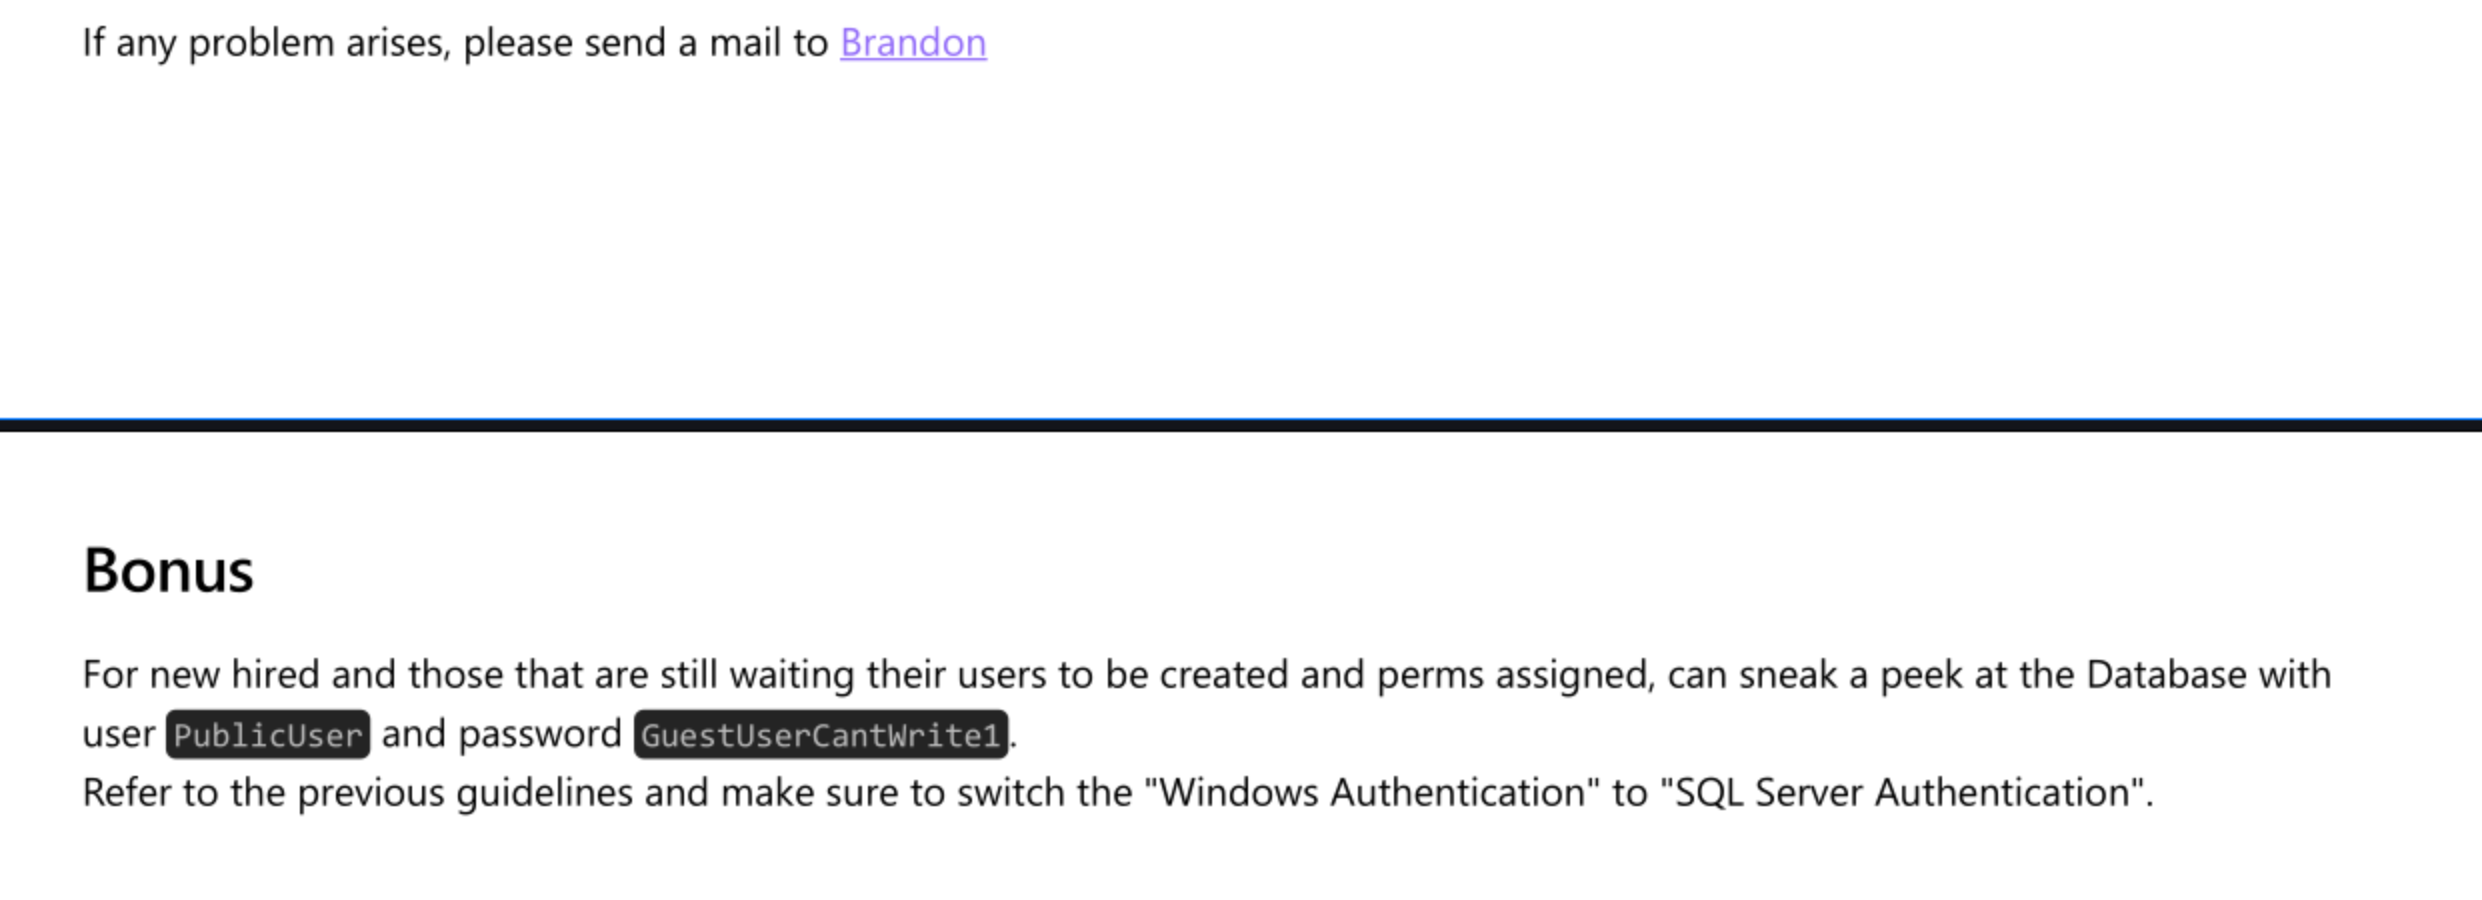 If any problem arises, please send a mail to Brandon
Bonus
For new hired and those that are still waiting their users to be created and perms assigned, can sneak a peek at the Database with
user PublicUser and password GuestUserCantWrite1.
Refer to the previous guidelines and make sure to switch the "Windows Authentication" to "SQL Server Authentication".